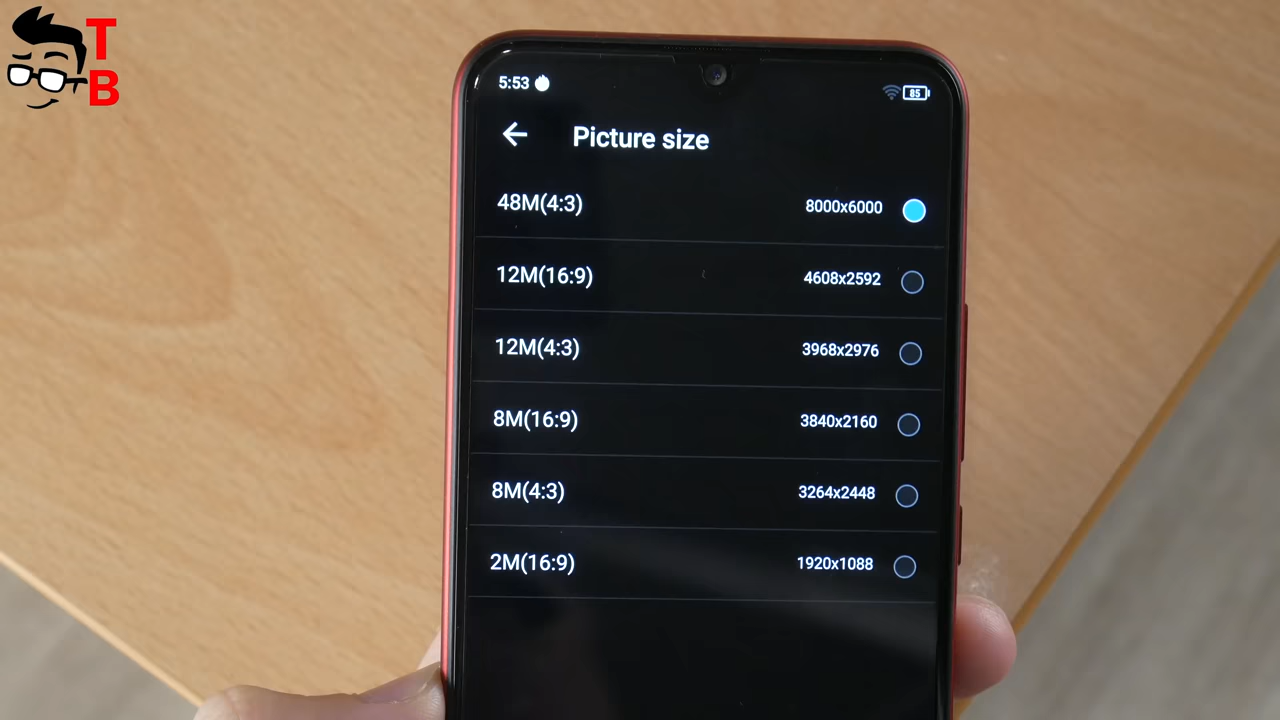 T
B
5:53
85
Picture size
48M(4:3) 8000x6000
12M(16:9) 4608x2592
12M(4:3) 3968x2976
8M(16:9) 3840x2160
8M(4:3) 3264x2448
2M(16:9) 1920x1088